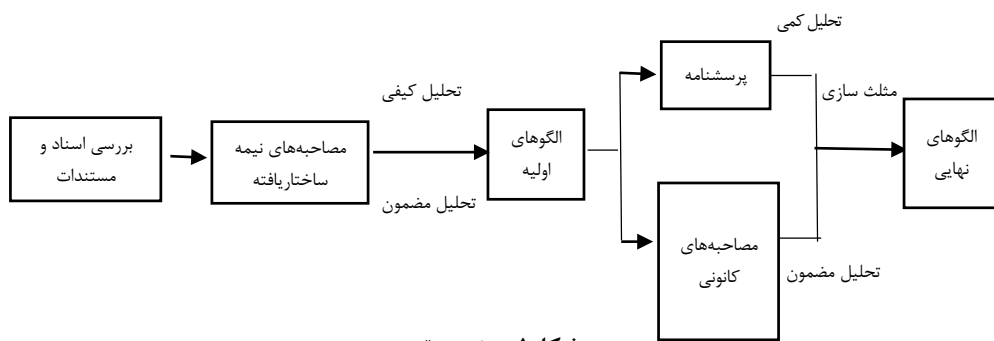 بررسی اسناد و
مستندات
مصاحبه‌های نیمه
ساختاریافته
تحلیل کیفی
تحلیل مضمون
الگوهای
اولیه
تحلیل کمی
پرسشنامه
مصاحبه‌های
کانونی
مثلث سازی
تحلیل مضمون
الگوهای
نهایی